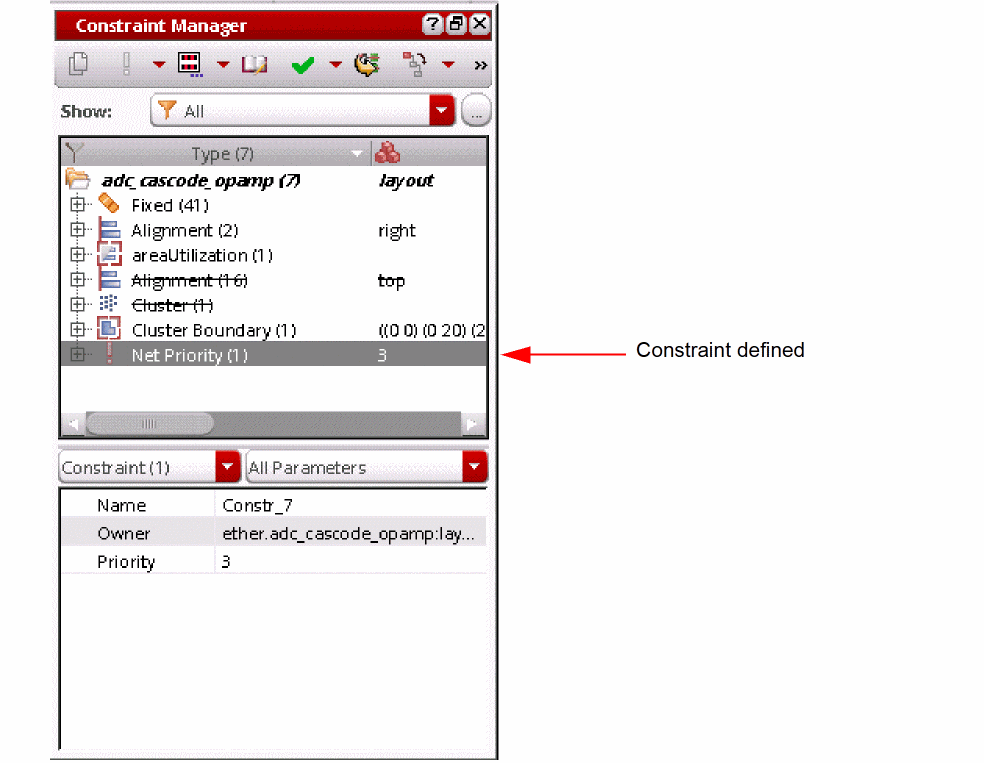 Constraint Manager
Show: All ...
Type (7)
adc_cascode_opamp (7) layout
Fixed (41)
Alignment (2) right
areaUtilization (1)
Alignment (16) top
Cluster (1)
Cluster Boundary (1) ((0 0) (0 20) (2
Net Priority (1) 3
Constraint defined
Constraint (1) All Parameters
Name Constr_7
Owner ether.adc_cascode_opamp:lay...
Priority 3